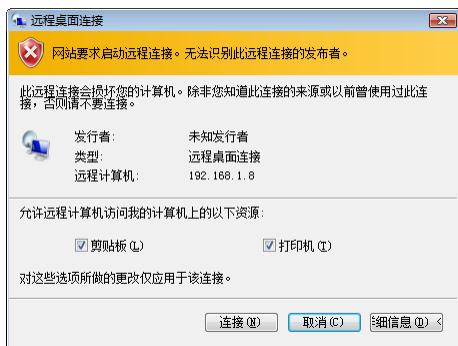 远程桌面连接
网站要求启动远程连接。无法识别此远程连接的发布者。
此远程连接会损坏您的计算机。除非您知道此连接的来源或以前曾使用过此连
接，否则请不要连接。
发行者: 未知发行者
类型: 远程桌面连接
远程计算机: 192.168.1.8
允许远程计算机访问我的计算机上的以下资源:
剪贴板(L) 打印机(T)
对这些选项所做的更改仅应用于该连接。
连接(N) 取消(C) 细信息(D) <